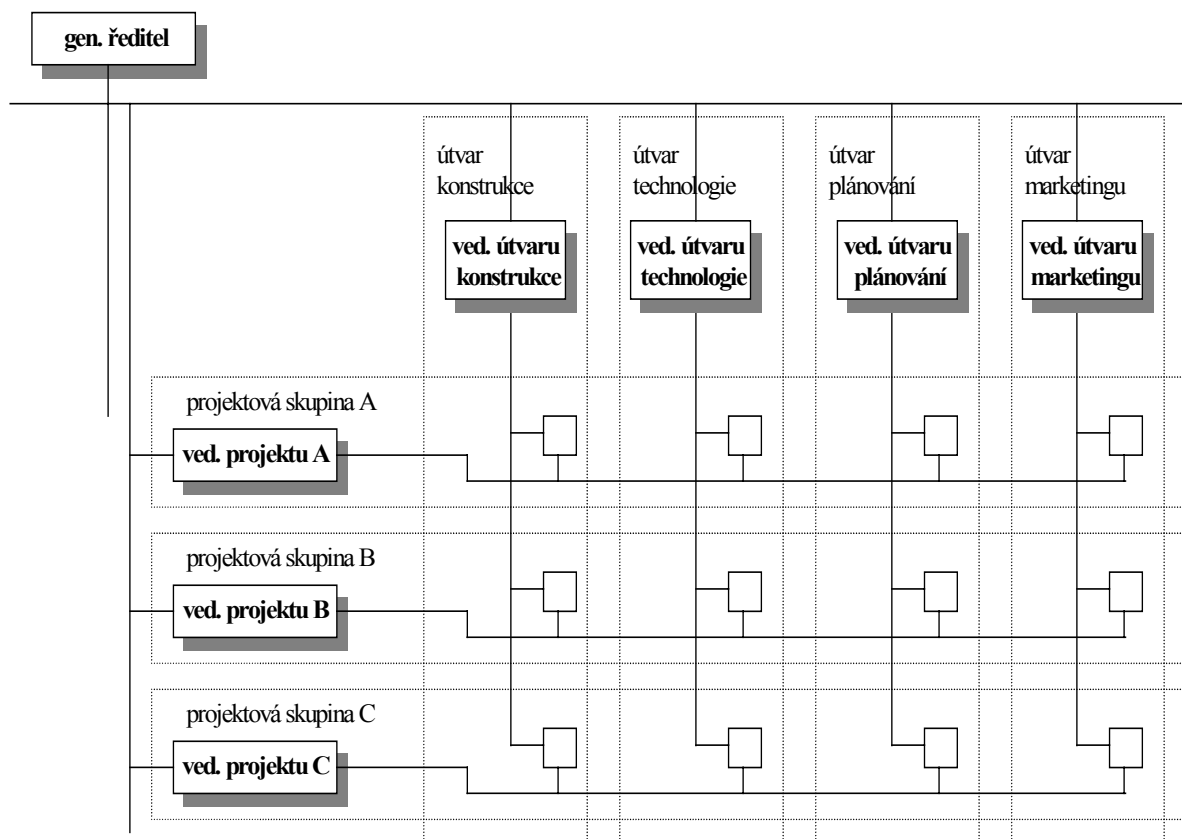 gen. ředitel
útvar
konstrukce
útvar
technologie
útvar
plánování
útvar
marketingu
ved. útvaru
konstrukce
ved. útvaru
technologie
ved. útvaru
plánování
ved. útvaru
marketingu
projektová skupina A
ved. projektu A
projektová skupina B
ved. projektu B
projektová skupina C
ved. projektu C